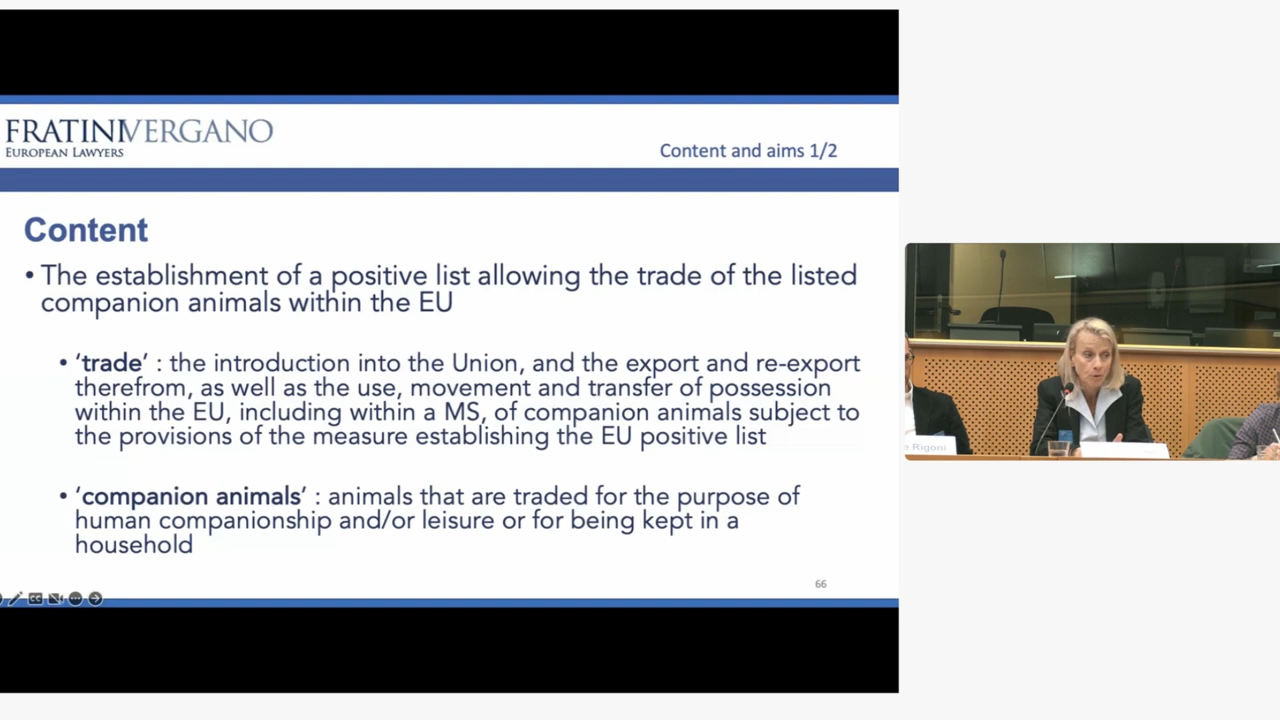 FRATINIVERGANO
EUROPEAN LAWYERS
Content and aims 1/2
Content
• The establishment of a positive list allowing the trade of the listed
companion animals within the EU
• ‘trade’ : the introduction into the Union, and the export and re-export
therefrom, as well as the use, movement and transfer of possession
within the EU, including within a MS, of companion animals subject to
the provisions of the measure establishing the EU positive list
• ‘companion animals’ : animals that are traded for the purpose of
human companionship and/or leisure or for being kept in a
household
66
CC
Rigoni